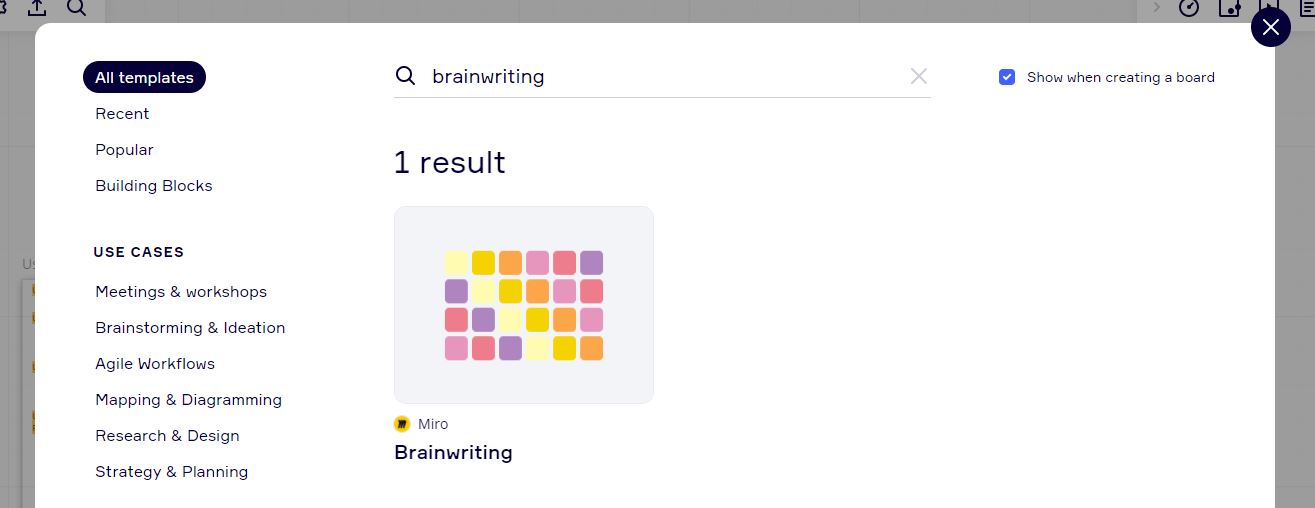 All templates
Recent
Popular
Building Blocks
USE CASES
Meetings & workshops
Brainstorming & Ideation
Agile Workflows
Mapping & Diagramming
Research & Design
Strategy & Planning
brainwriting
Show when creating a board
1 result
Miro
Brainwriting